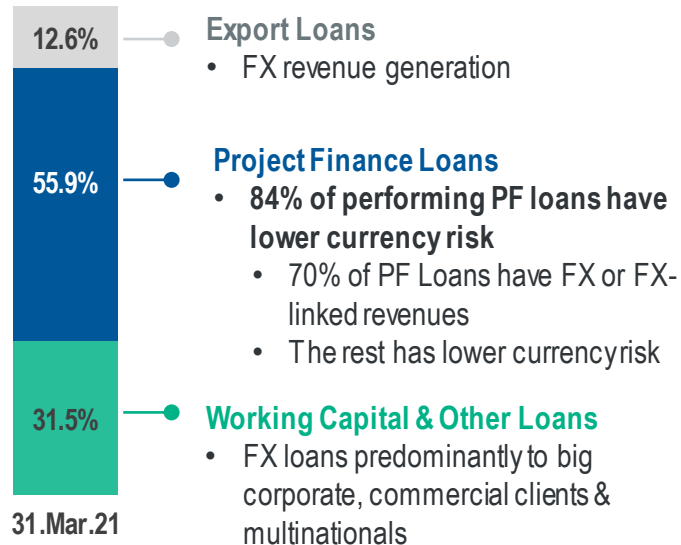 12.6%
Export Loans
• FX revenue generation
55.9%
Project Finance Loans
• 84% of performing PF loans have
lower currency risk
• 70% of PF Loans have FX or FX-
linked revenues
• The rest has lower currency risk
31.5%
Working Capital & Other Loans
• FX loans predominantly to big
corporate, commercial clients &
multinationals
31.Mar.21